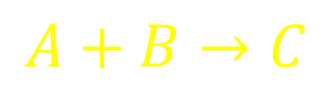 A + B → C